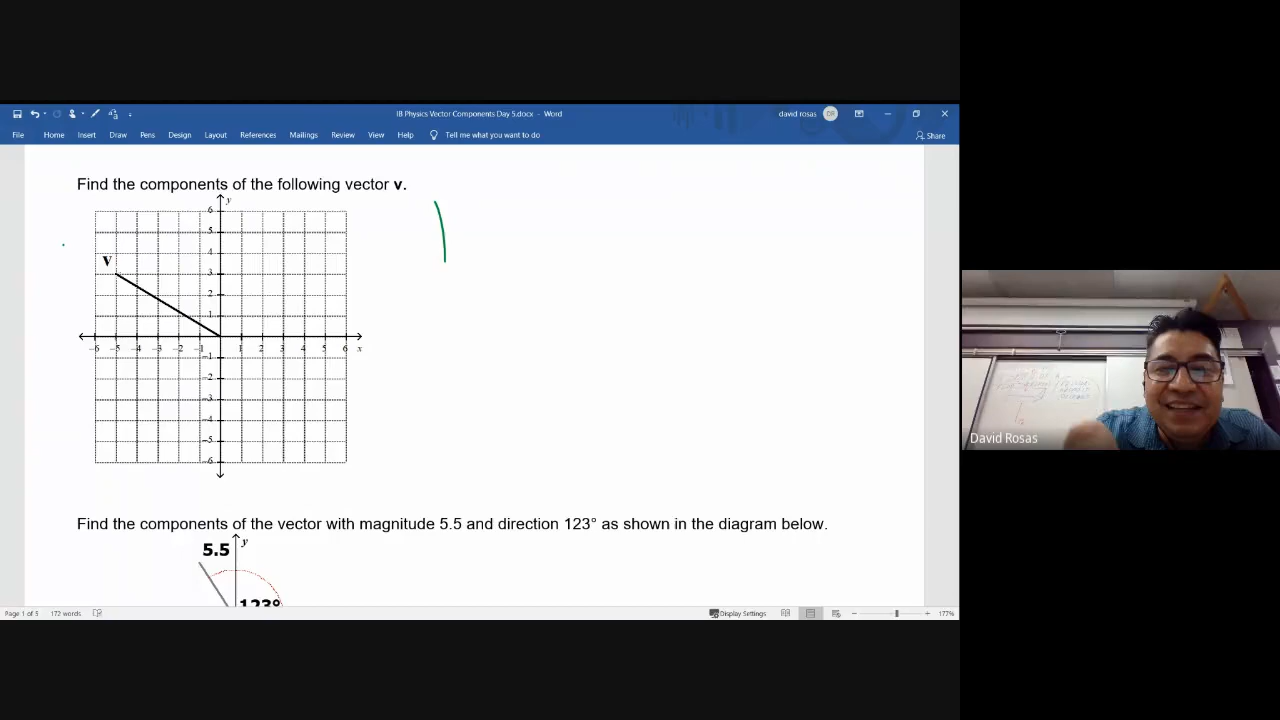 IB Physics Vector Components Day 5.docx - Word
david rosas
DR
File Home Insert Draw Pens Design Layout References Mailings Review View Help Tell me what you want to do
Share
Find the components of the following vector v.
y
6
5
4
V
3
2
1
-6 -5 -4 -3 -2 -1 1 2 3 4 5 6 x
-1
-2
-3
-4
-5
-6
David Rosas
Find the components of the vector with magnitude 5.5 and direction 123° as shown in the diagram below.
5.5 y
123°
Page 1 of 5 172 words
Display Settings
177%